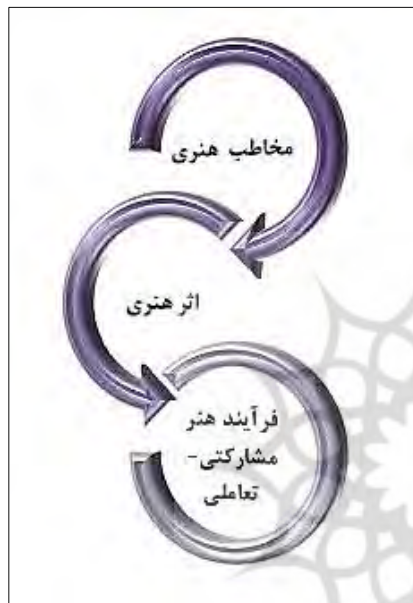 مخاطب هنری
اثر هنری
فرآیند هنر
مشارکتی-
تعاملی